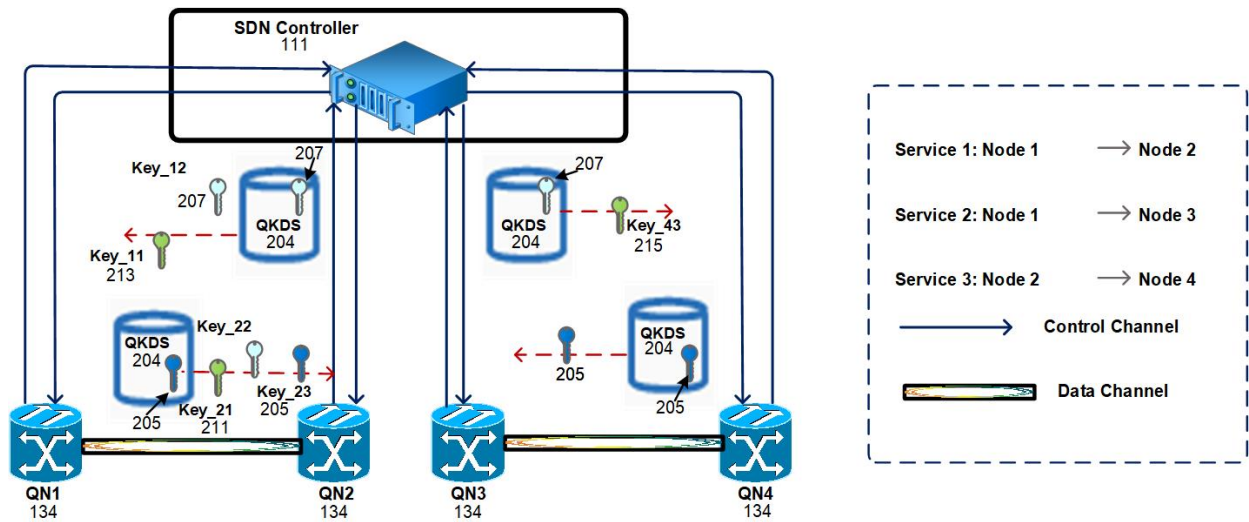 SDN Controller
111
Key_12
207
207
QKDS
204
Key_11
213
207
QKDS
204
Key_43
215
QKDS
204
205
Key_22
Key_21
211
Key_23
205
205
QKDS
204
205
QN1
134
QN2
134
QN3
134
QN4
134
Service 1: Node 1 Node 2
Service 2: Node 1 Node 3
Service 3: Node 2 Node 4
Control Channel
Data Channel